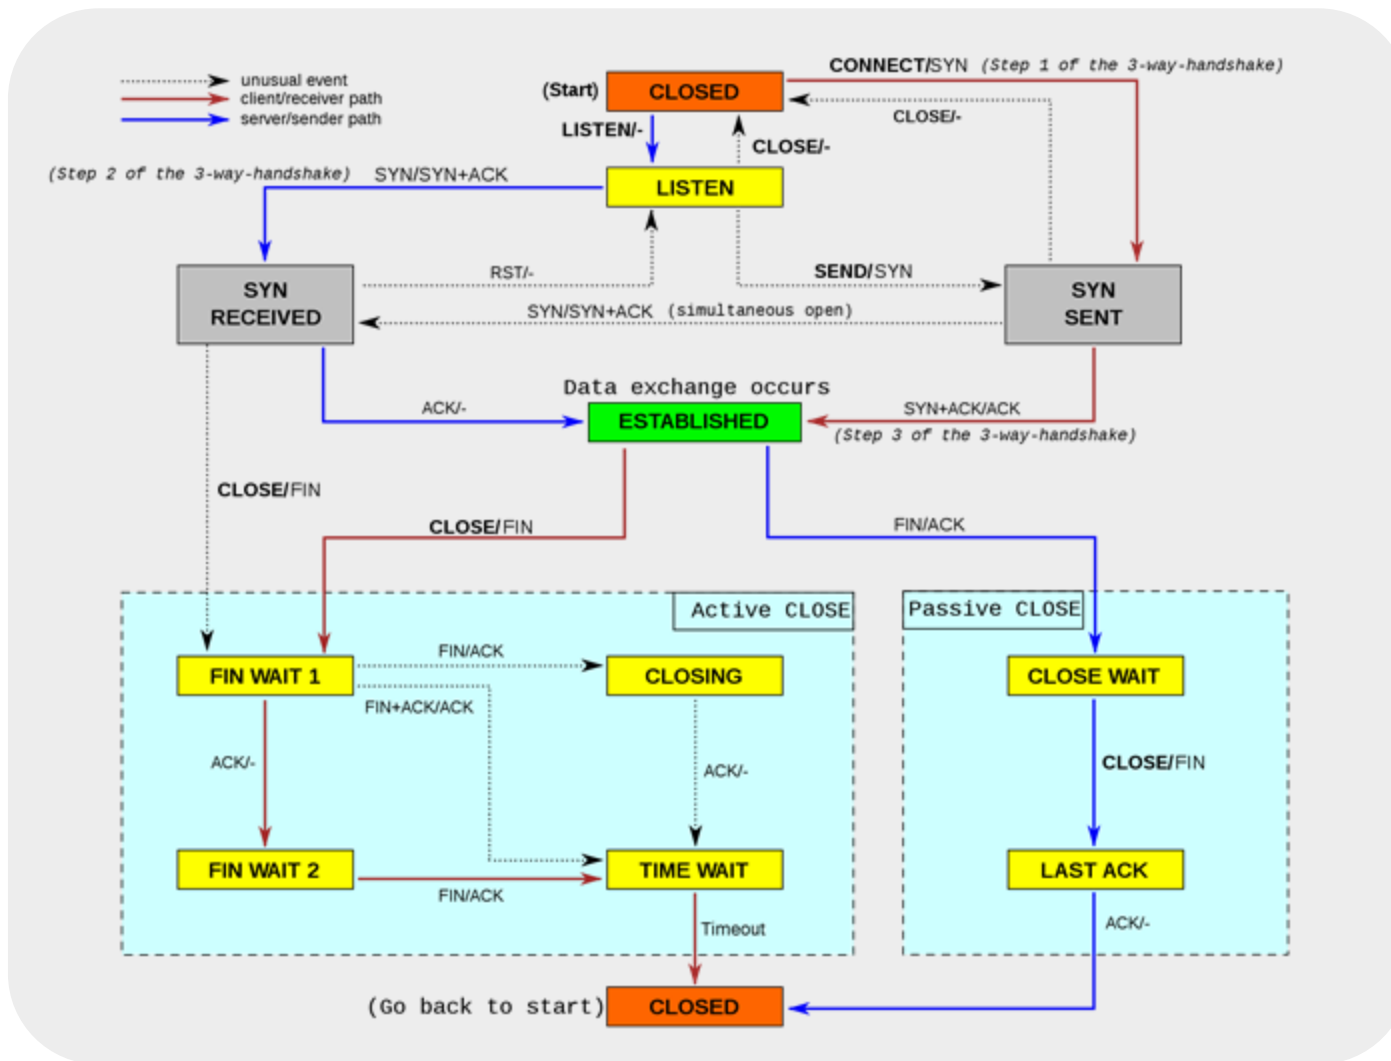 unusual event
client/receiver path
server/sender path
(Start)
CLOSED
CONNECT/SYN (Step 1 of the 3-way-handshake)
CLOSE/-
LISTEN/-
CLOSE/-
(Step 2 of the 3-way-handshake)
SYN/SYN+ACK
LISTEN
RST/-
SEND/SYN
SYN
RECEIVED
SYN
SENT
SYN/SYN+ACK (simultaneous open)
Data exchange occurs
ACK/-
ESTABLISHED
SYN+ACK/ACK
(Step 3 of the 3-way-handshake)
CLOSE/FIN
CLOSE/FIN
FIN/ACK
Active CLOSE
Passive CLOSE
FIN WAIT 1
FIN/ACK
CLOSING
CLOSE WAIT
FIN+ACK/ACK
ACK/-
ACK/-
CLOSE/FIN
FIN WAIT 2
TIME WAIT
LAST ACK
FIN/ACK
Timeout
ACK/-
(Go back to start)
CLOSED